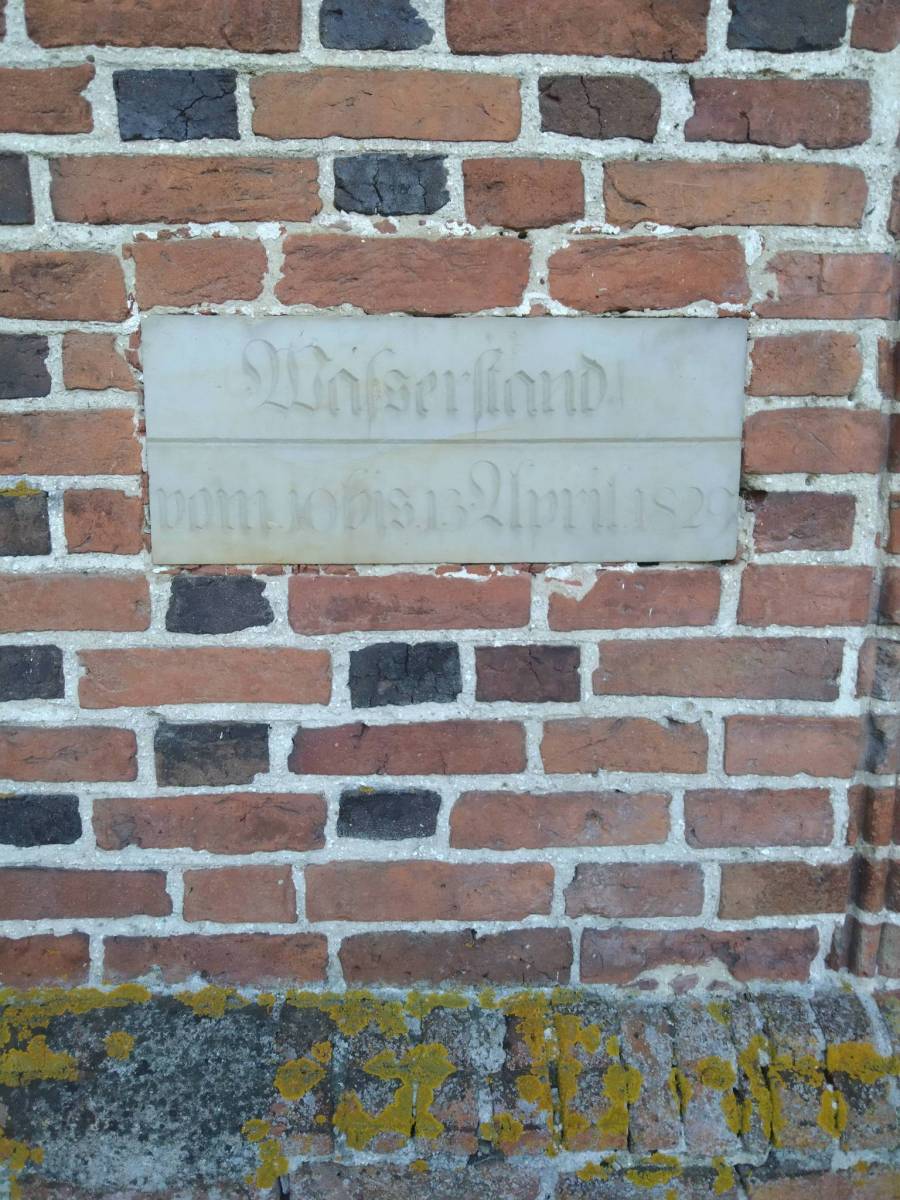 Wasserstand
vom 10 bis 13 April 1829